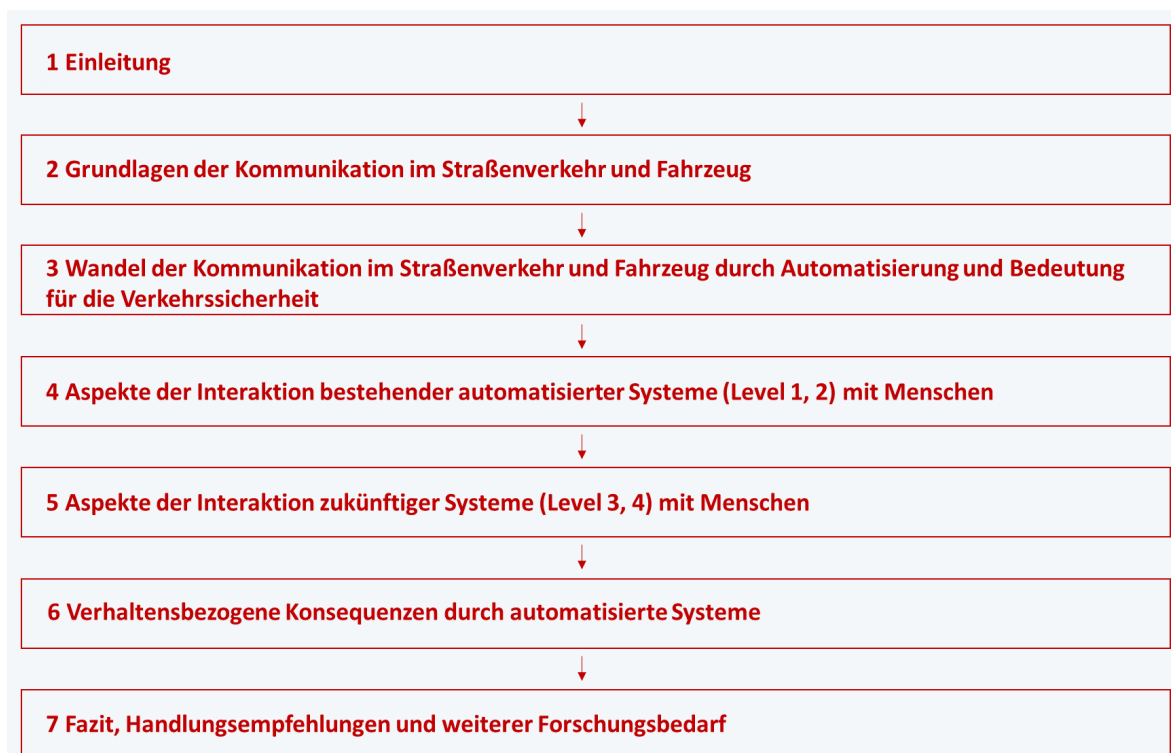 1 Einleitung
2 Grundlagen der Kommunikation im Straßenverkehr und Fahrzeug
3 Wandel der Kommunikation im Straßenverkehr und Fahrzeug durch Automatisierung und Bedeutung
für die Verkehrssicherheit
4 Aspekte der Interaktion bestehender automatisierter Systeme (Level 1, 2) mit Menschen
5 Aspekte der Interaktion zukünftiger Systeme (Level 3, 4) mit Menschen
6 Verhaltensbezogene Konsequenzen durch automatisierte Systeme
7 Fazit, Handlungsempfehlungen und weiterer Forschungsbedarf